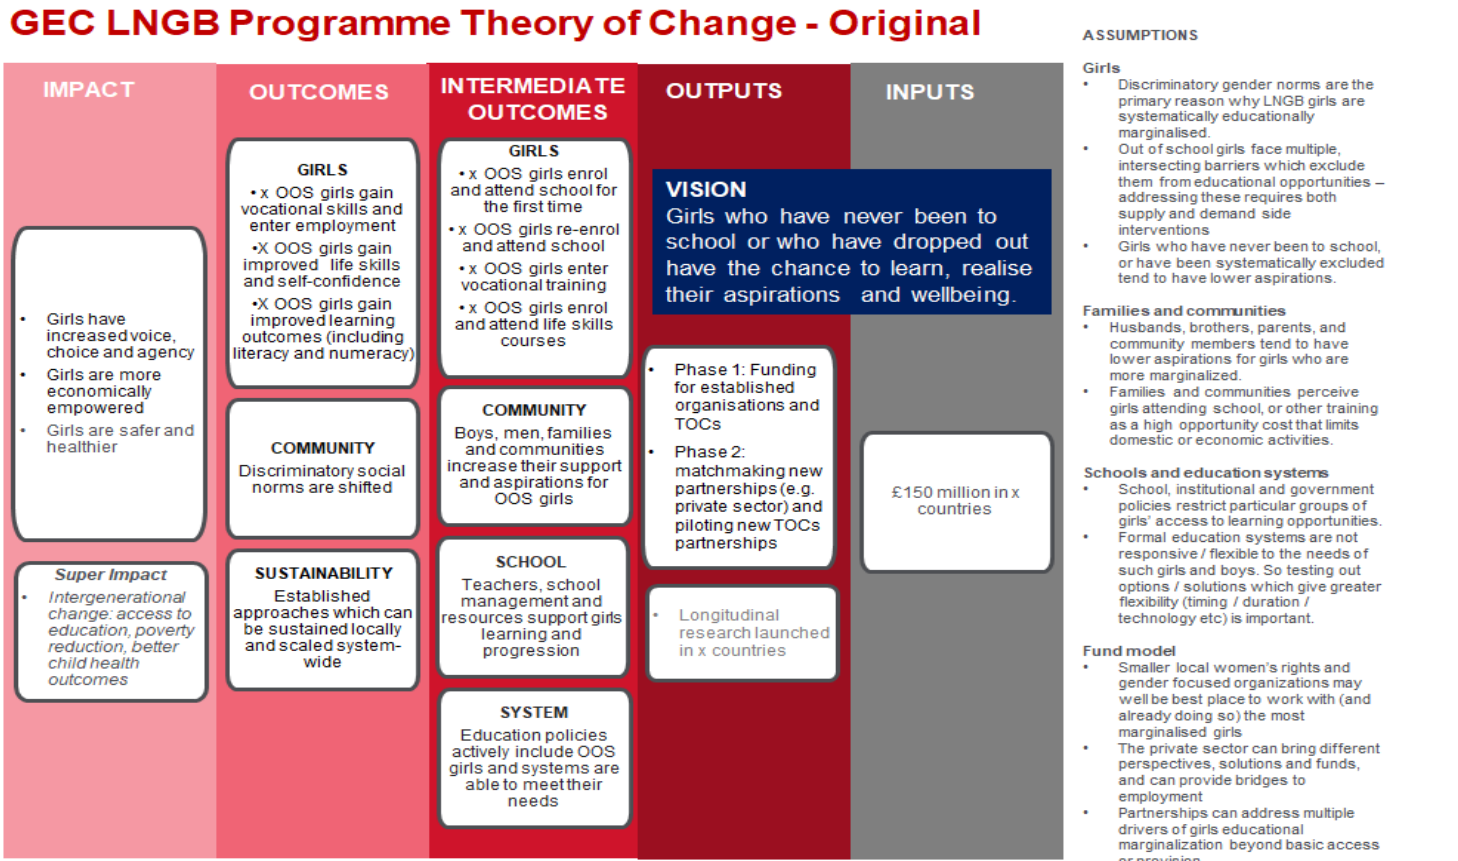 GEC LNGB Programme Theory of Change - Original
IMPACT
• Girls have
increased voice,
choice and agency
• Girls are more
economically
empowered
• Girls are safer and
healthier
Super Impact
• Intergenerational
change: access to
education, poverty
reduction, better
child health
outcomes
OUTCOMES
GIRLS
•x OOS girls gain
vocational skills and
enter employment
•X OOS girls gain
improved life skills
and self-confidence
•X OOS girls gain
improved learning
outcomes (including
literacy and numeracy)
COMMUNITY
Discriminatory social
norms are shifted
SUSTAINABILITY
Established
approaches which can
be sustained locally
and scaled system-
wide
INTERMEDIATE
OUTCOMES
GIRLS
•x OOS girls enrol
and attend school for
the first time
•x OOS girls re-enrol
and attend school
•x OOS girls enter
vocational training
•x OOS girls enrol
and attend life skills
courses
COMMUNITY
Boys, men, families
and communities
increase their support
and aspirations for
OOS girls
SCHOOL
Teachers, school
management and
resources support girls
learning and
progression
SYSTEM
Education policies
actively include OOS
girls and systems are
able to meet their
needs
OUTPUTS
INPUTS
VISION
Girls who have never been to
school or who have dropped out
have the chance to learn, realise
their aspirations and wellbeing.
• Phase 1: Funding
for established
organisations and
TOCs
• Phase 2:
matchmaking new
partnerships (e.g.
private sector) and
piloting new TOCs
partnerships
• Longitudinal
research launched
in x countries
£150 million in x
countries
ASSUMPTIONS
Girls
• Discriminatory gender norms are the
primary reason why LNGB girls are
systematically educationally
marginalised.
• Out of school girls face multiple,
intersecting barriers which exclude
them from educational opportunities –
addressing these requires both
supply and demand side
interventions
• Girls who have never been to school,
or have been systematically excluded
tend to have lower aspirations.
Families and communities
• Husbands, brothers, parents, and
community members tend to have
lower aspirations for girls who are
more marginalized.
• Families and communities perceive
girls attending school, or other training
as a high opportunity cost that limits
domestic or economic activities.
Schools and education systems
• School, institutional and government
policies restrict particular groups of
girls' access to learning opportunities.
• Formal education systems are not
responsive / flexible to the needs of
such girls and boys. So testing out
options / solutions which give greater
flexibility (timing / duration /
technology etc) is important.
Fund model
• Smaller local women's rights and
gender focused organizations may
well be best place to work with (and
already doing so) the most
marginalised girls
• The private sector can bring different
perspectives, solutions and funds,
and can provide bridges to
employment
• Partnerships can address multiple
drivers of girls educational
marginalization beyond basic access
or provision